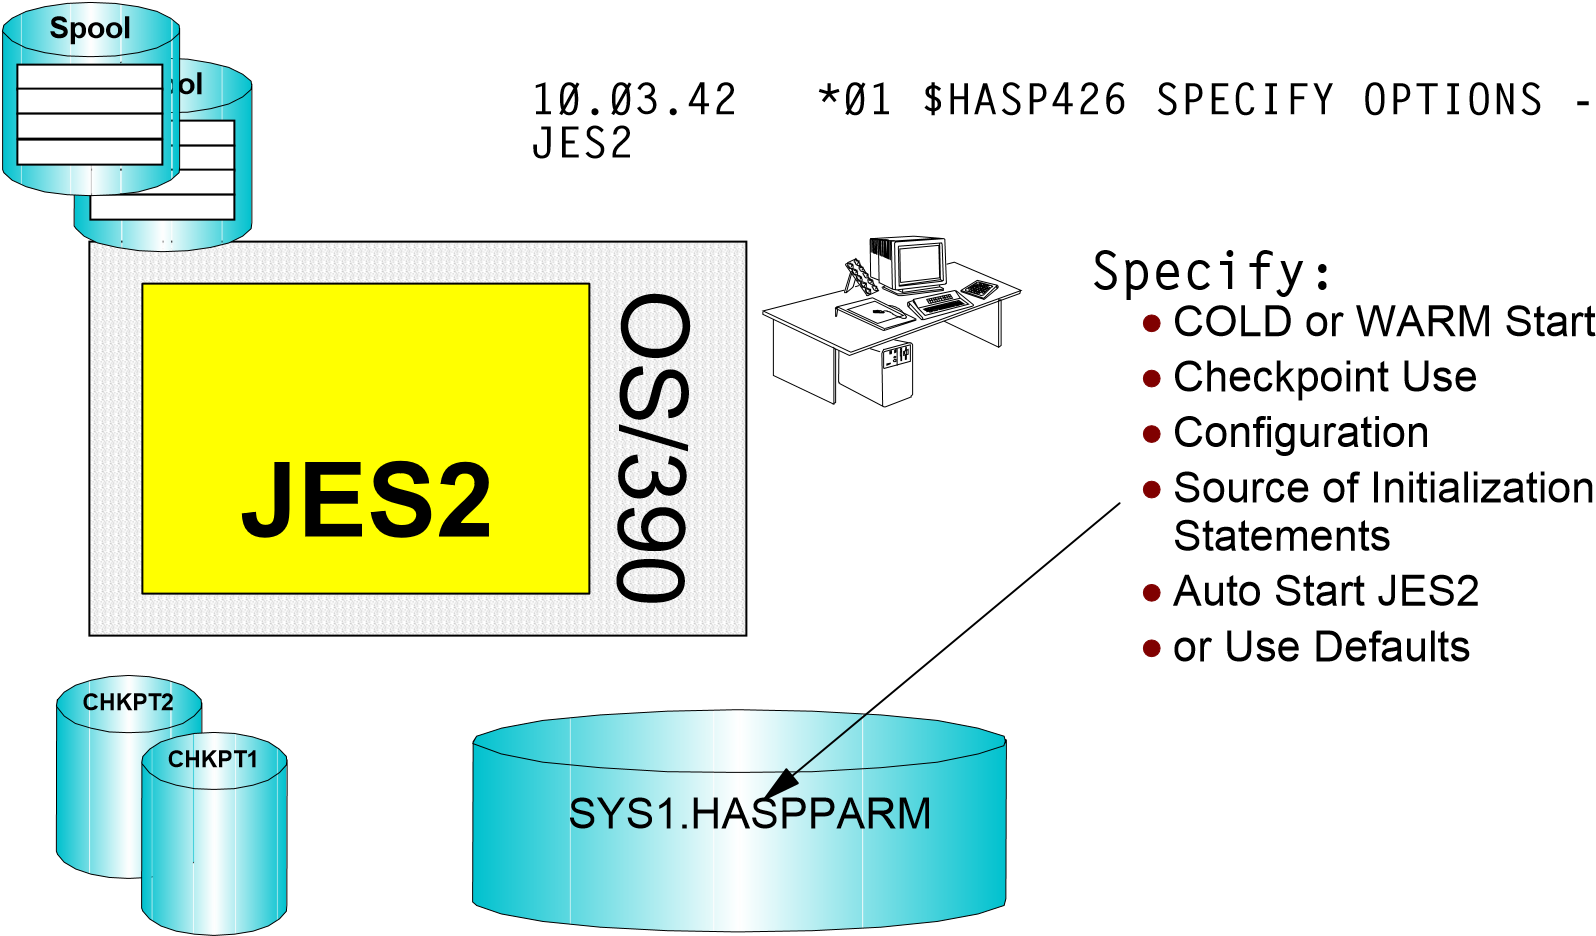 Spool
ol
10.03.42 *01 $HASP426 SPECIFY OPTIONS -
JES2
Specify:
● COLD or WARM Start
● Checkpoint Use
● Configuration
● Source of Initialization
Statements
● Auto Start JES2
● or Use Defaults
OS/390
JES2
CHKPT2
CHKPT1
SYS1.HASPPARM